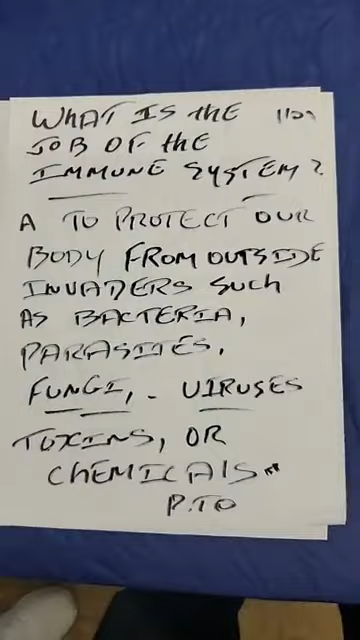 WHAT IS the
JOB OF the
IMMUNE SYSTEM?
A TO PROTECT OUR
BODY FROM OUTSIDE
INVADERS Such
AS BACTERIA,
PARASITES,
FUNGI, - VIRUSES
TOXINS, OR
CHEMICALS"
P.TO